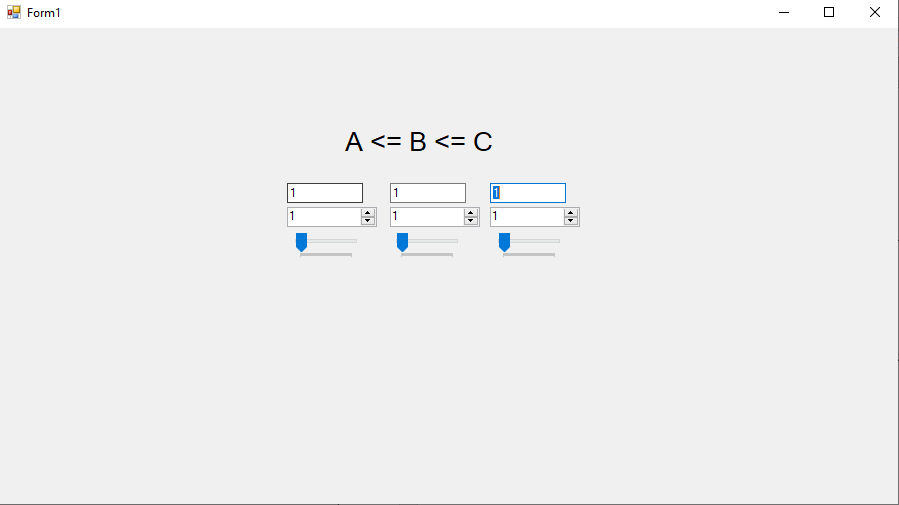 Form1
A <= B <= C
1 1 1
1 1 1